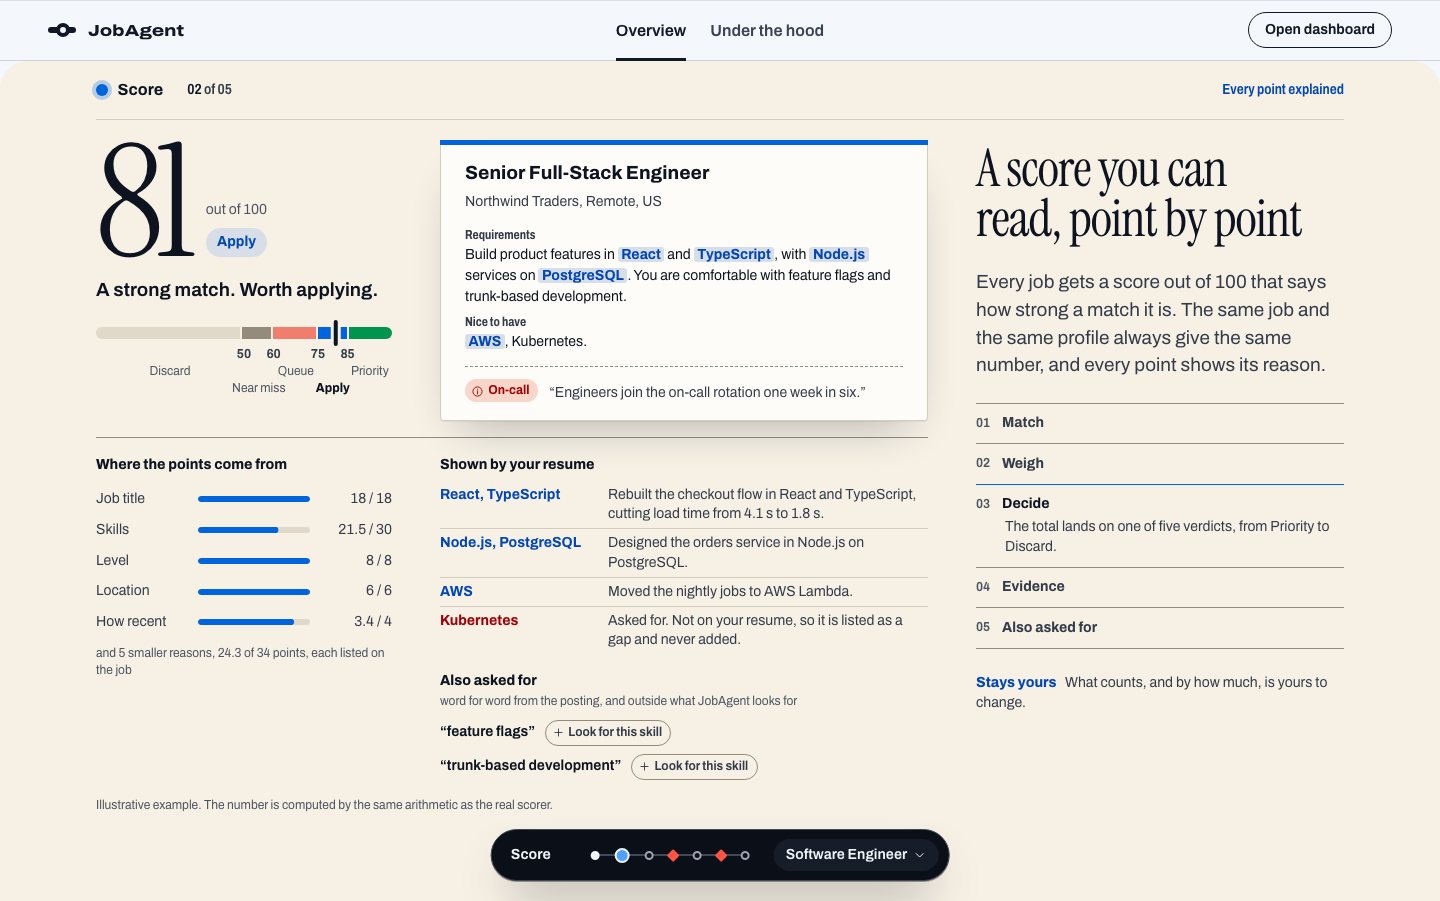 JobAgent
Overview
Under the hood
Open dashboard
Score
02 of 05
Every point explained
81
out of 100
Apply
A strong match. Worth applying.
50
60
75
85
Discard
Queue
Priority
Near miss
Apply
Senior Full-Stack Engineer
Northwind Traders, Remote, US
Requirements
Build product features in React and TypeScript, with Node.js
services on PostgreSQL. You are comfortable with feature flags and
trunk-based development.
Nice to have
AWS, Kubernetes.
On-call
“Engineers join the on-call rotation one week in six.”
A score you can
read, point by point
Every job gets a score out of 100 that says
how strong a match it is. The same job and
the same profile always give the same
number, and every point shows its reason.
01 Match
02 Weigh
03 Decide
The total lands on one of five verdicts, from Priority to
Discard.
04 Evidence
05 Also asked for
Stays yours What counts, and by how much, is yours to
change.
Where the points come from
Job title 18 / 18
Skills 21.5 / 30
Level 8 / 8
Location 6 / 6
How recent 3.4 / 4
and 5 smaller reasons, 24.3 of 34 points, each listed on
the job
Shown by your resume
React, TypeScript
Rebuilt the checkout flow in React and TypeScript,
cutting load time from 4.1 s to 1.8 s.
Node.js, PostgreSQL
Designed the orders service in Node.js on
PostgreSQL.
AWS
Moved the nightly jobs to AWS Lambda.
Kubernetes
Asked for. Not on your resume, so it is listed as a
gap and never added.
Also asked for
word for word from the posting, and outside what JobAgent looks for
“feature flags”
+ Look for this skill
“trunk-based development”
+ Look for this skill
Illustrative example. The number is computed by the same arithmetic as the real scorer.
Score
Software Engineer